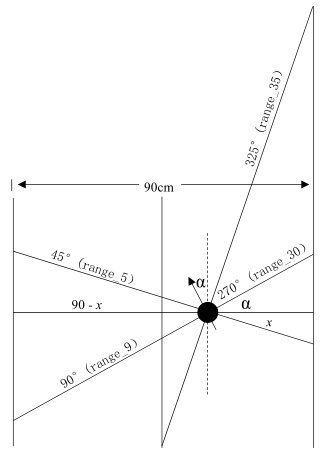 325° (range_35)
90cm
45° (range_5)
270° (range_30)
α
α
90 - x
x
90° (range_9)